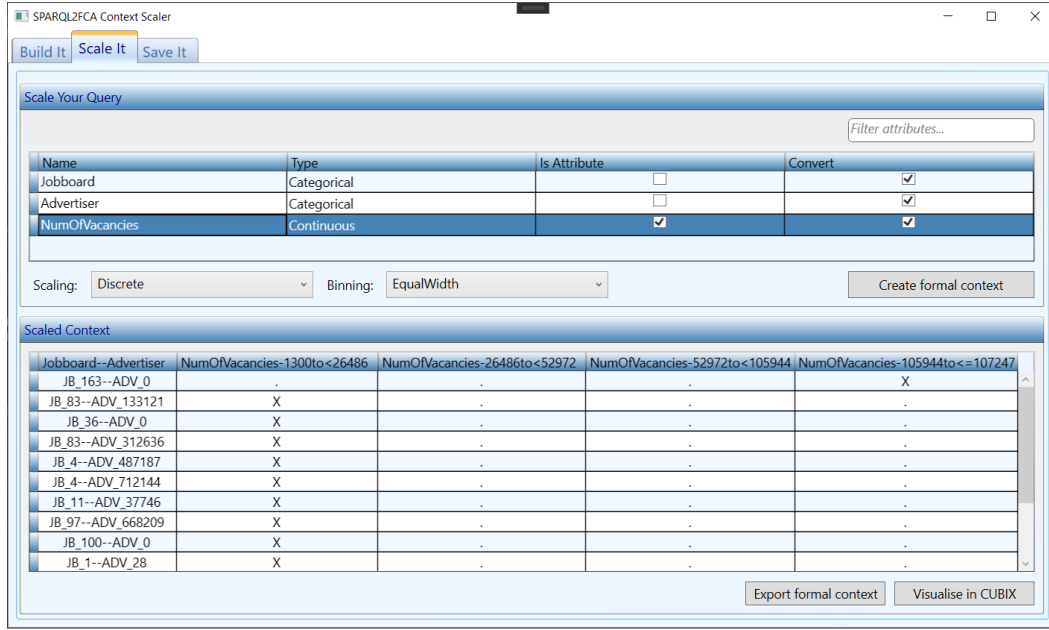 SPARQL2FCA Context Scaler
Build It Scale It Save It
Scale Your Query
Filter attributes...
Name Type Is Attribute Convert
Jobboard Categorical
Advertiser Categorical
NumOfVacancies Continuous
Scaling: Discrete Binning: EqualWidth Create formal context
Scaled Context
Jobboard--Advertiser NumOfVacancies-1300to<26486 NumOfVacancies-26486to<52972 NumOfVacancies-52972to<105944 NumOfVacancies-105944to<=107247
JB_163--ADV_0 . . . X
JB_83--ADV_133121 X . . .
JB_36--ADV_0 X . . .
JB_83--ADV_312636 X . . .
JB_4--ADV_487187 X . . .
JB_4--ADV_712144 X . . .
JB_11--ADV_37746 X . . .
JB_97--ADV_668209 X . . .
JB_100--ADV_0 X . . .
JB_1--ADV_28 X . . .
Export formal context Visualise in CUBIX